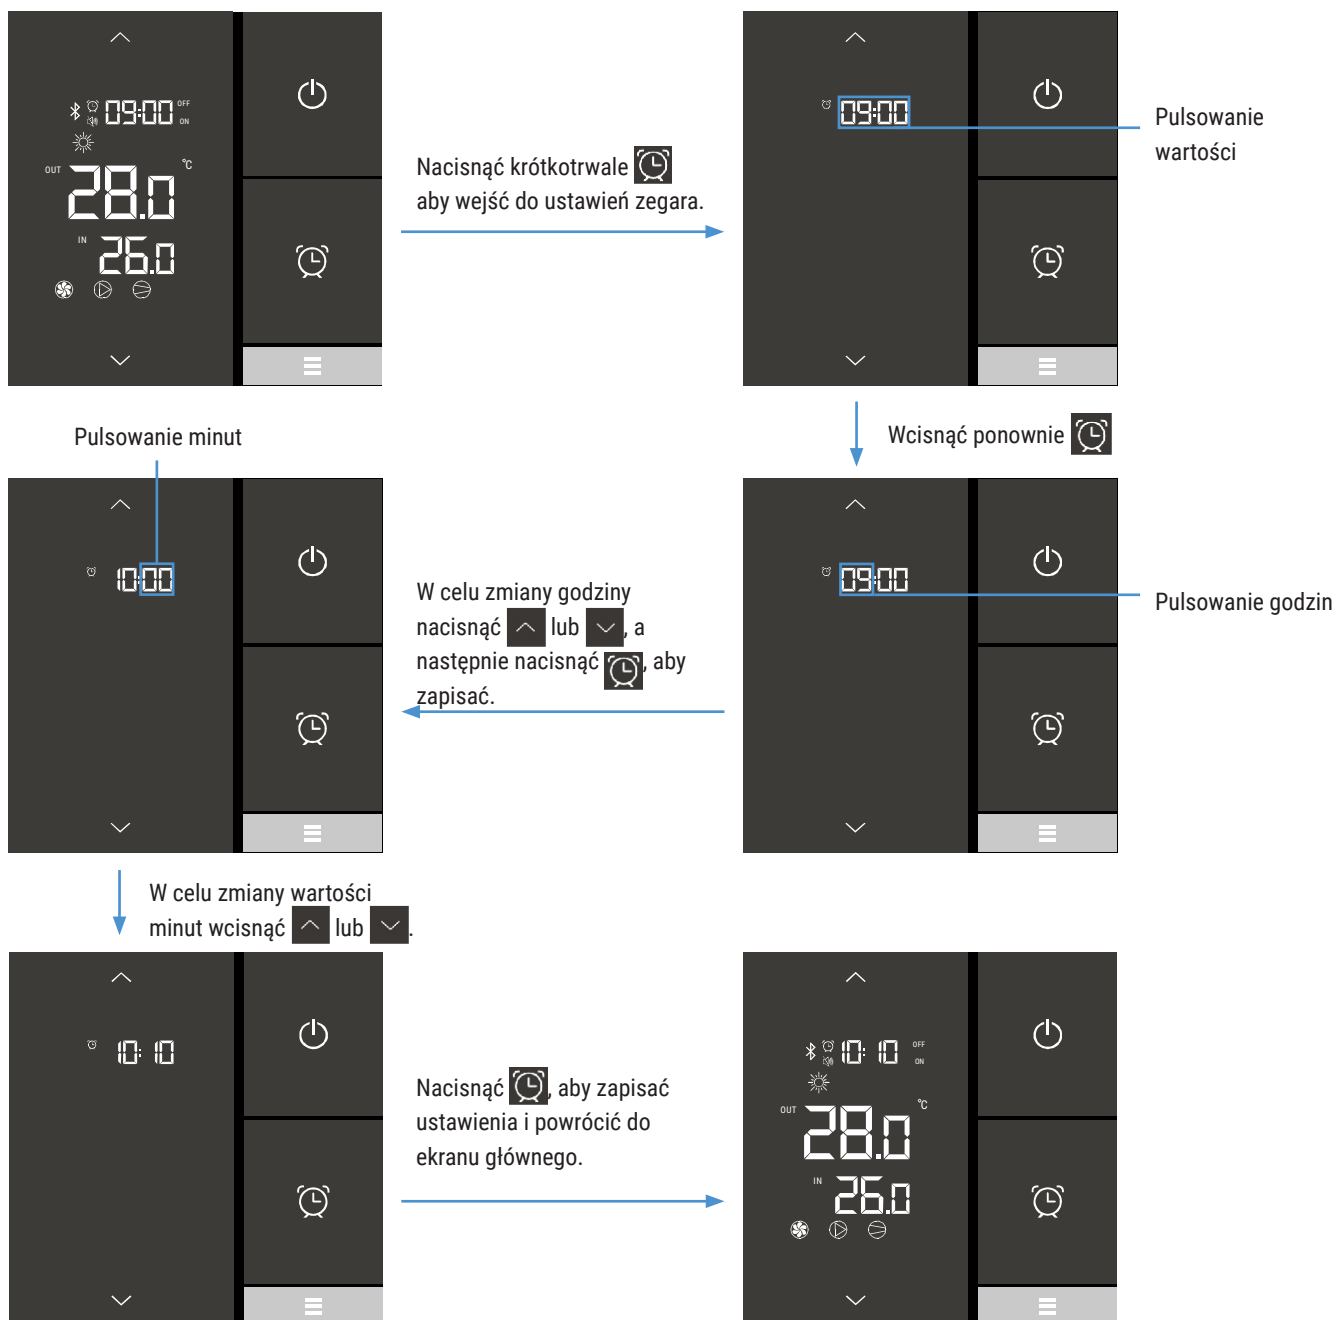 09:00 OFF
ON
OUT 28.0 °C
IN 26.0
Nacisnąć krótkotrwale
aby wejść do ustawień zegara.
09:00
Pulsowanie
wartości
Wcisnąć ponownie
09:00
Pulsowanie godzin
W celu zmiany godziny
nacisnąć lub , a
następnie nacisnąć , aby
zapisać.
Pulsowanie minut
10:00
W celu zmiany wartości
minut wcisnąć lub .
10:10
Nacisnąć , aby zapisać
ustawienia i powrócić do
ekranu głównego.
10:10 OFF
ON
OUT 28.0 °C
IN 26.0